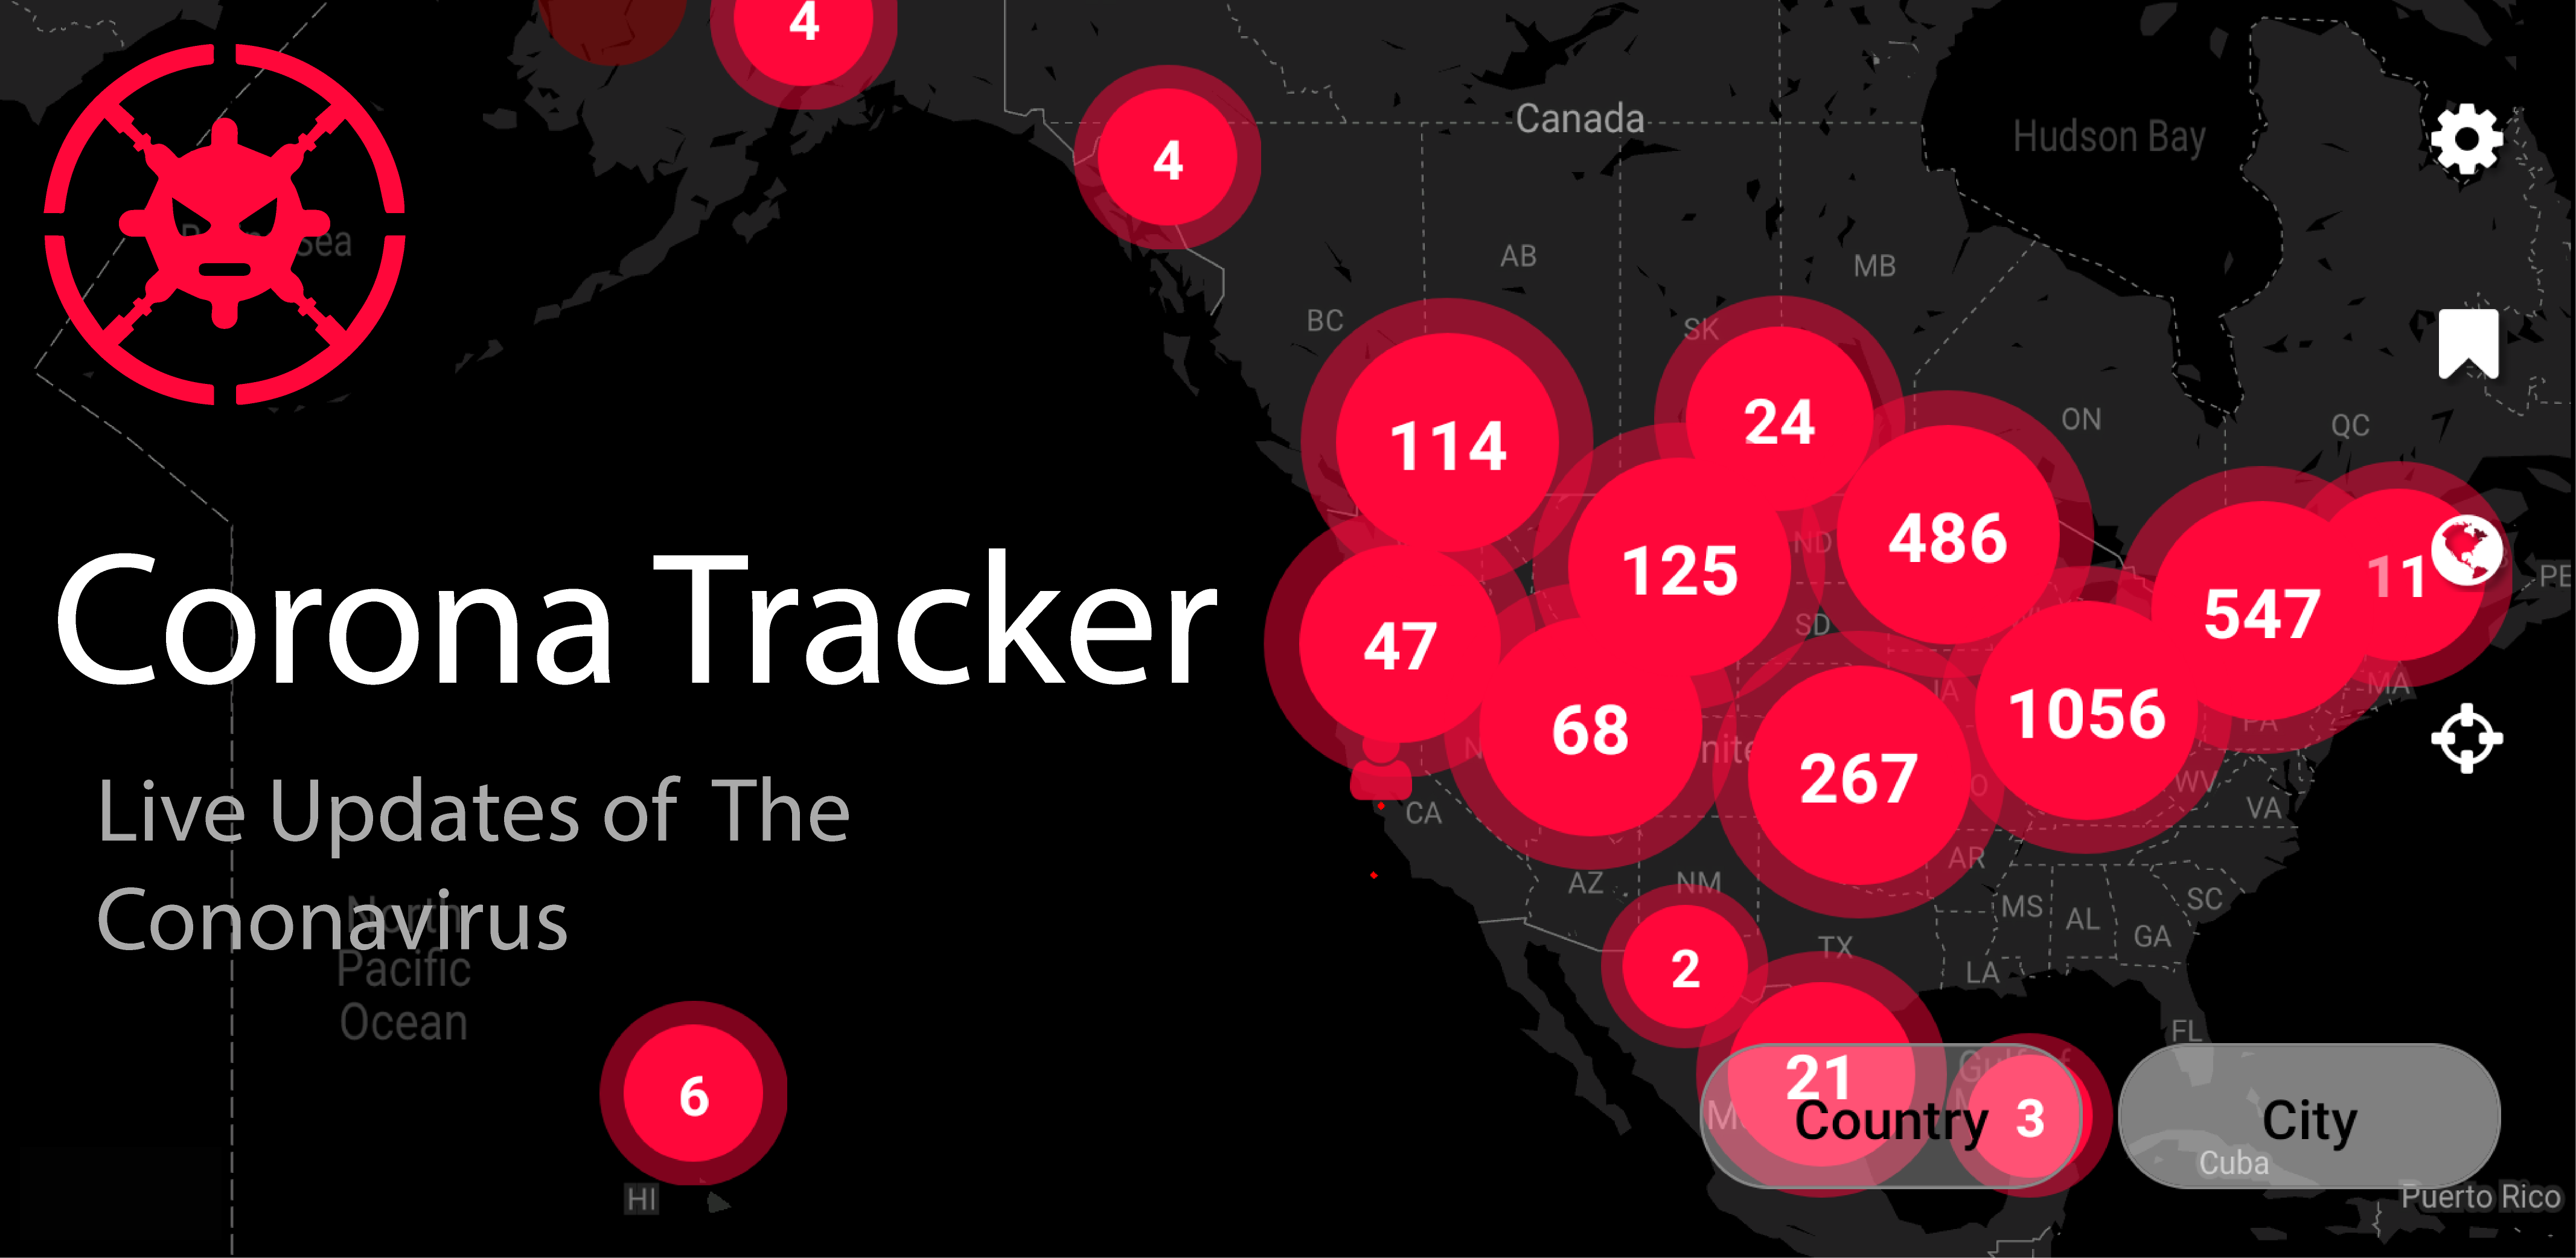 4
4
Canada
Hudson Bay
Sea
AB
MB
BC
SK
114
24
ON
QC
486
547
11
125
ND
PE
Corona Tracker
47
SD
68
1056
IA
MA
PA
267
WV
VA
CA
Live Updates of The
Cononavirus
AZ
NM
AR
MS
AL
SC
GA
North
Pacific
Ocean
TX
LA
2
FL
21
6
Country
3
City
Cuba
HI
Puerto Rico